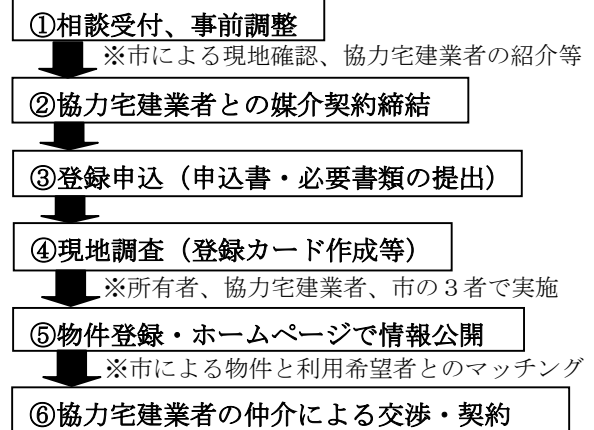 ①相談受付、事前調整
※市による現地確認、協力宅建業者の紹介等
②協力宅建業者との媒介契約締結
③登録申込（申込書・必要書類の提出）
④現地調査（登録カード作成等）
※所有者、協力宅建業者、市の３者で実施
⑤物件登録・ホームページで情報公開
※市による物件と利用希望者とのマッチング
⑥協力宅建業者の仲介による交渉・契約